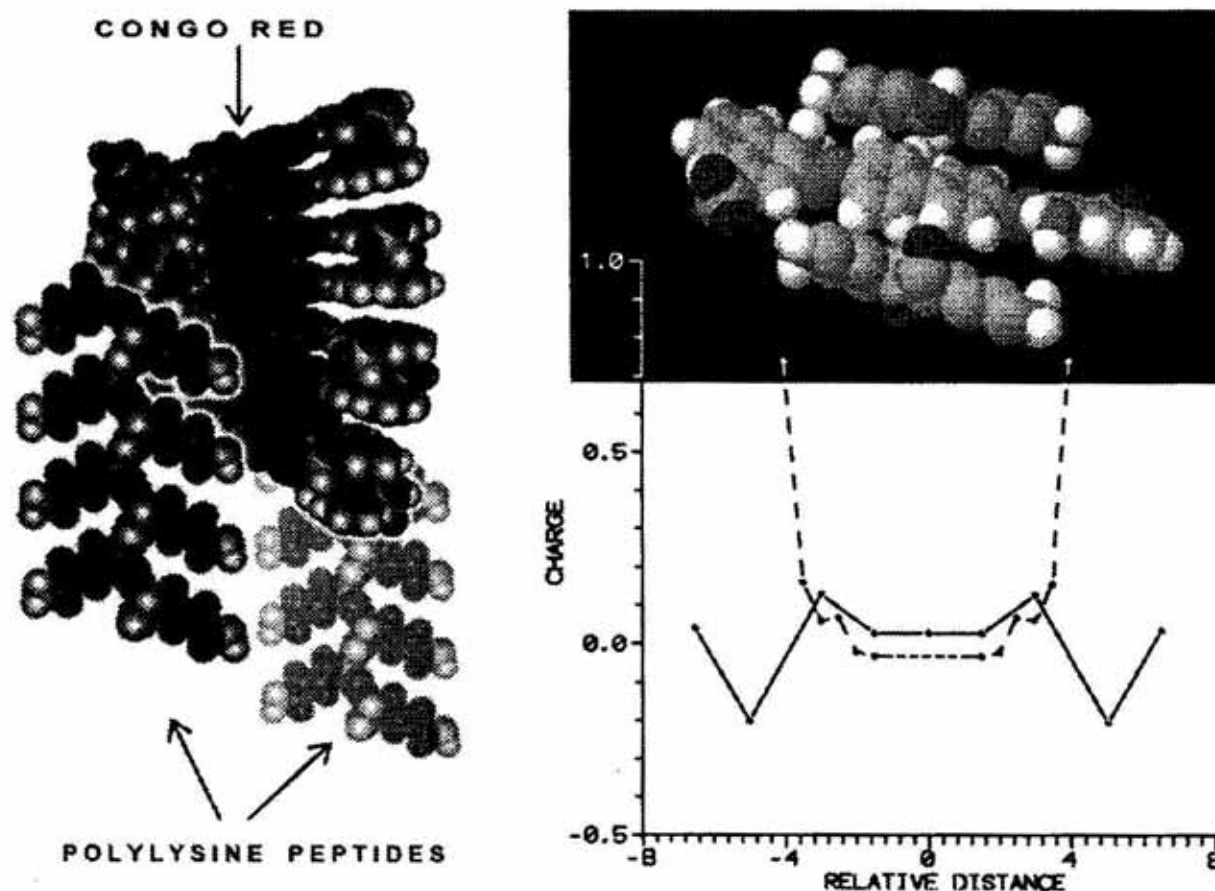 CONGO RED
POLYLYSINE PEPTIDES
1.0
0.5
0.0
-0.5
CHARGE
-8
-4
-0
4
8
RELATIVE DISTANCE